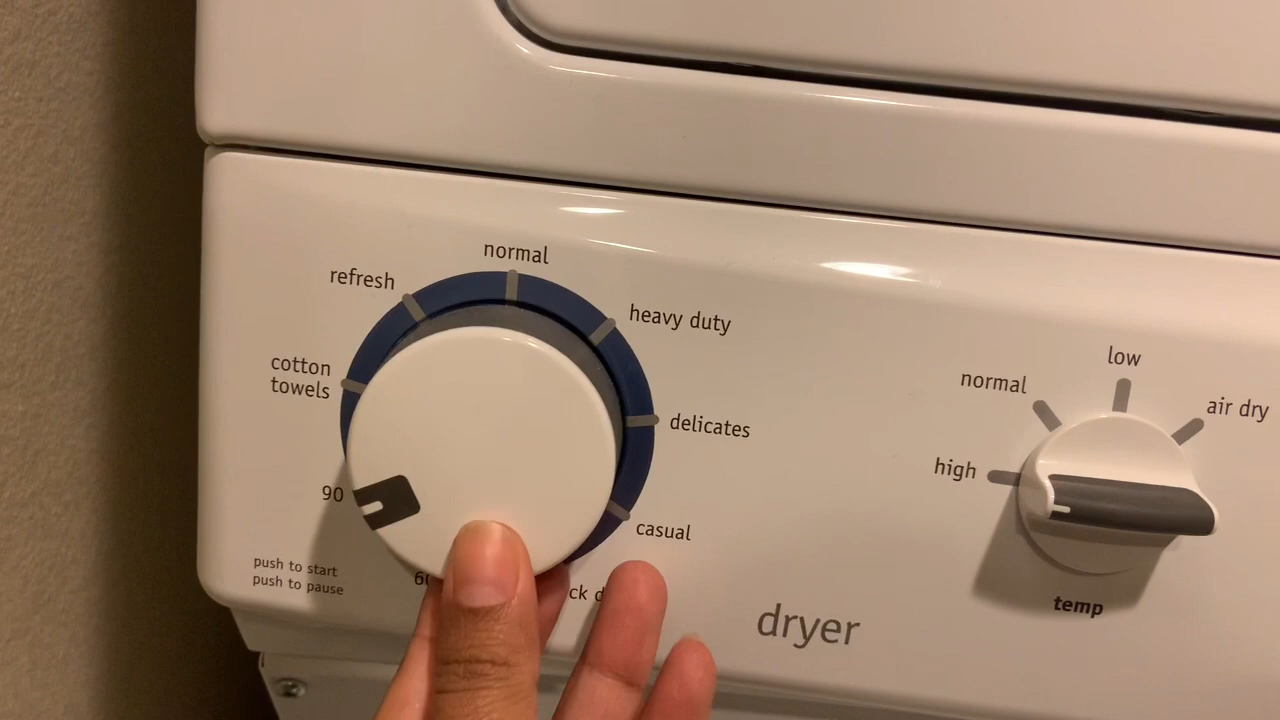 normal
refresh
heavy duty
cotton
towels
delicates
90
casual
push to start
push to pause
dryer
low
normal
air dry
high
temp